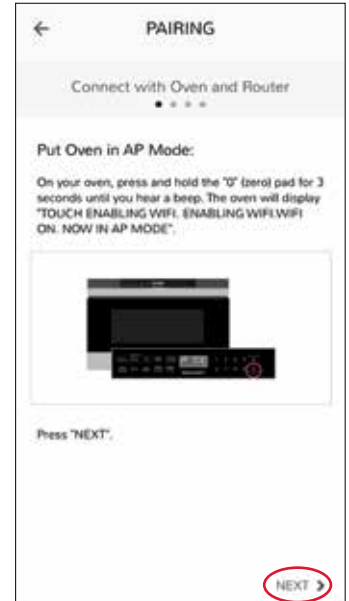 PAIRING
Connect with Oven and Router
Put Oven in AP Mode:
On your oven, press and hold the "0" (zero) pad for 3
seconds until you hear a beep. The oven will display
"TOUCH ENABLING WIFI. ENABLING WIFI.WIFI
ON. NOW IN AP MODE".
Press "NEXT".
NEXT